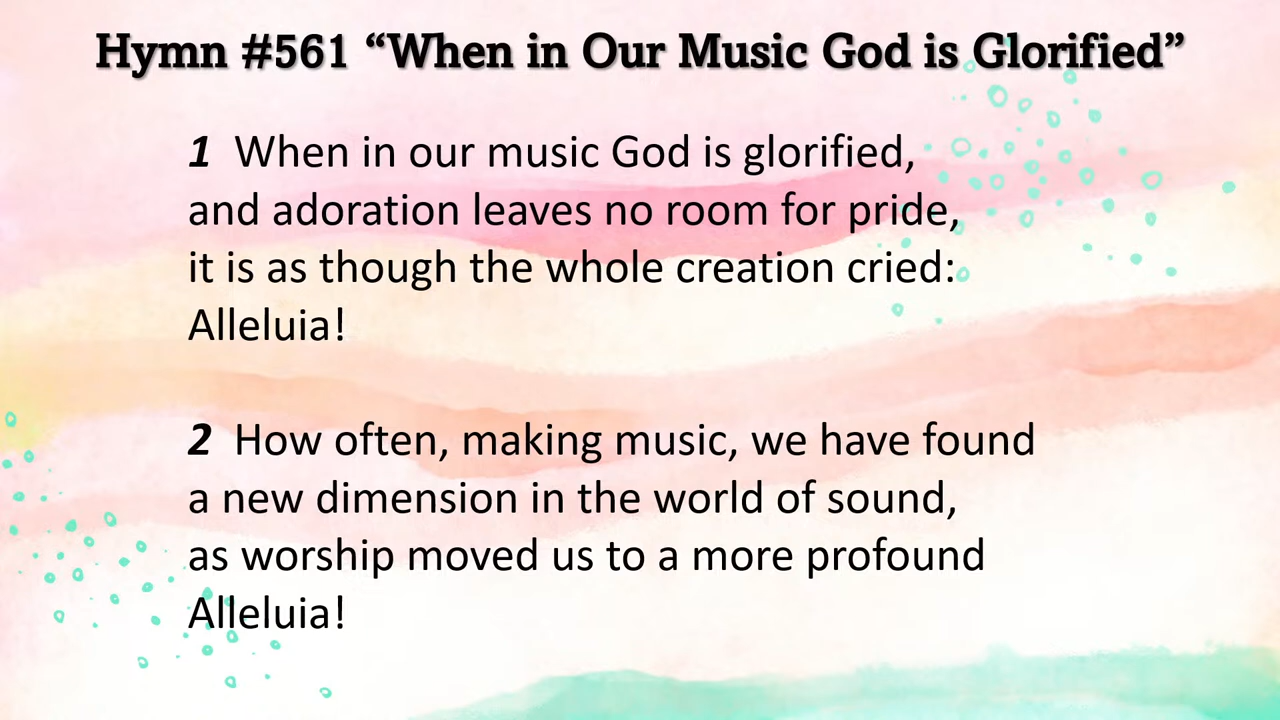 Hymn #561 “When in Our Music God is Glorified”
1 When in our music God is glorified,
and adoration leaves no room for pride,
it is as though the whole creation cried:
Alleluia!
2 How often, making music, we have found
a new dimension in the world of sound,
as worship moved us to a more profound
Alleluia!